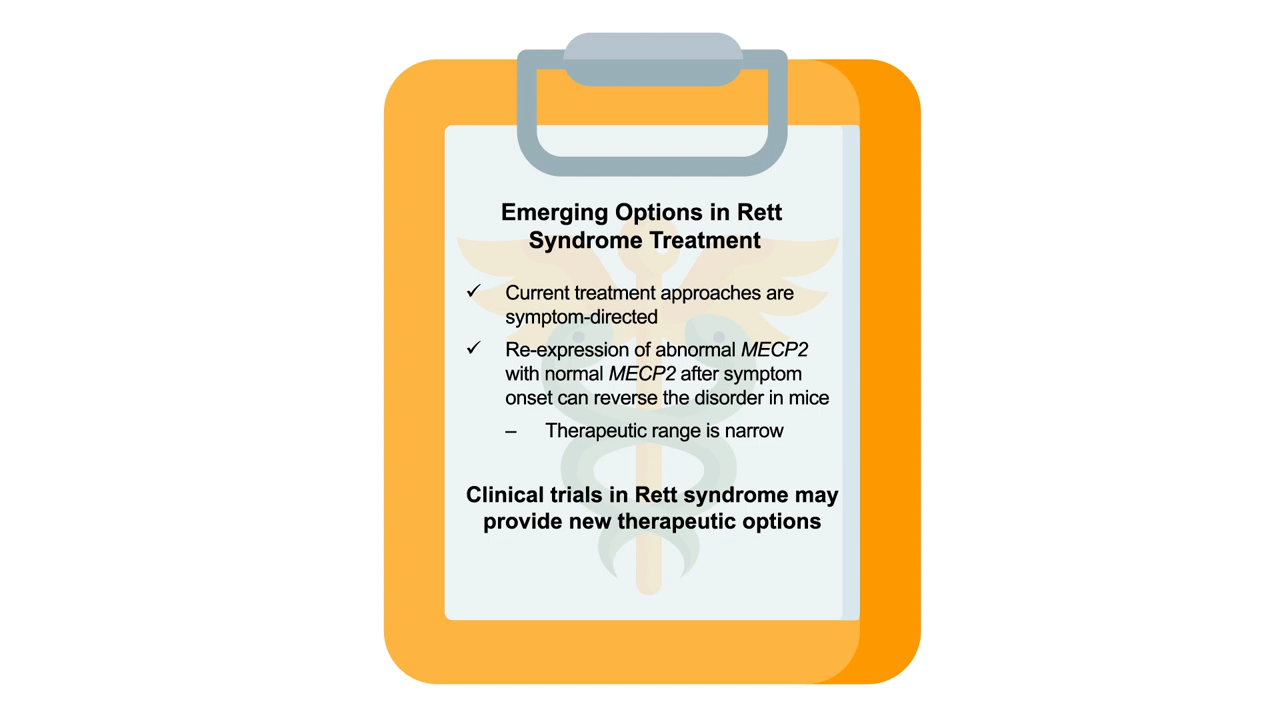 Emerging Options in Rett
Syndrome Treatment
✓ Current treatment approaches are
symptom-directed
✓ Re-expression of abnormal MECP2
with normal MECP2 after symptom
onset can reverse the disorder in mice
– Therapeutic range is narrow
Clinical trials in Rett syndrome may
provide new therapeutic options